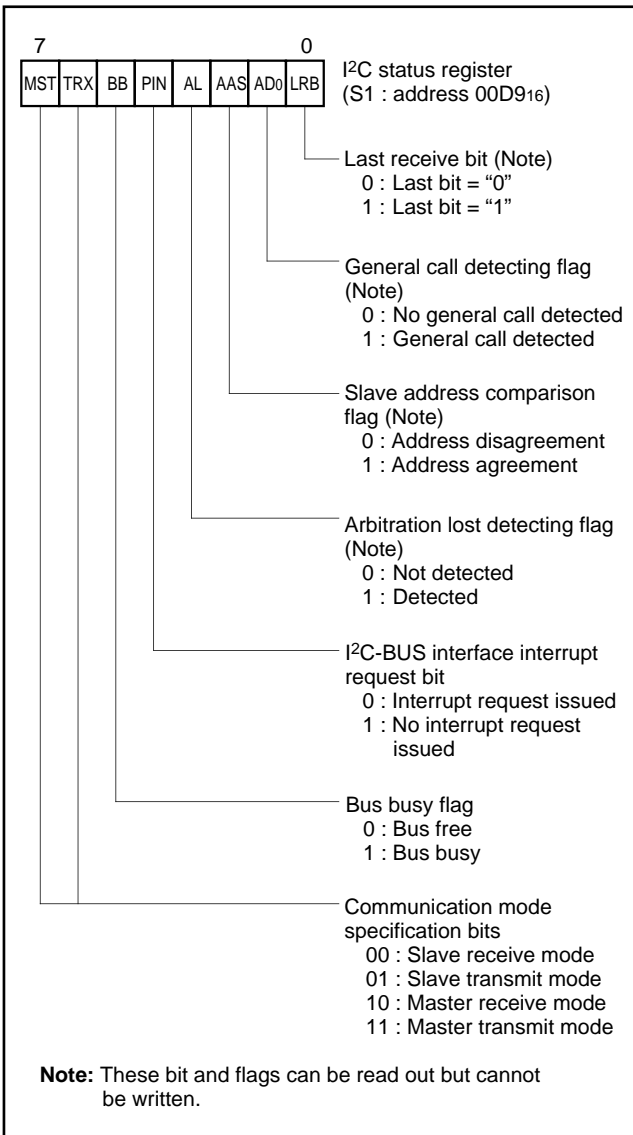 7 0
MST TRX BB PIN AL AAS AD0 LRB
I2C status register
(S1 : address 00D916)
Last receive bit (Note)
0 : Last bit = “0”
1 : Last bit = “1”
General call detecting flag
(Note)
0 : No general call detected
1 : General call detected
Slave address comparison
flag (Note)
0 : Address disagreement
1 : Address agreement
Arbitration lost detecting flag
(Note)
0 : Not detected
1 : Detected
I2C-BUS interface interrupt
request bit
0 : Interrupt request issued
1 : No interrupt request
issued
Bus busy flag
0 : Bus free
1 : Bus busy
Communication mode
specification bits
00 : Slave receive mode
01 : Slave transmit mode
10 : Master receive mode
11 : Master transmit mode
Note: These bit and flags can be read out but cannot
be written.